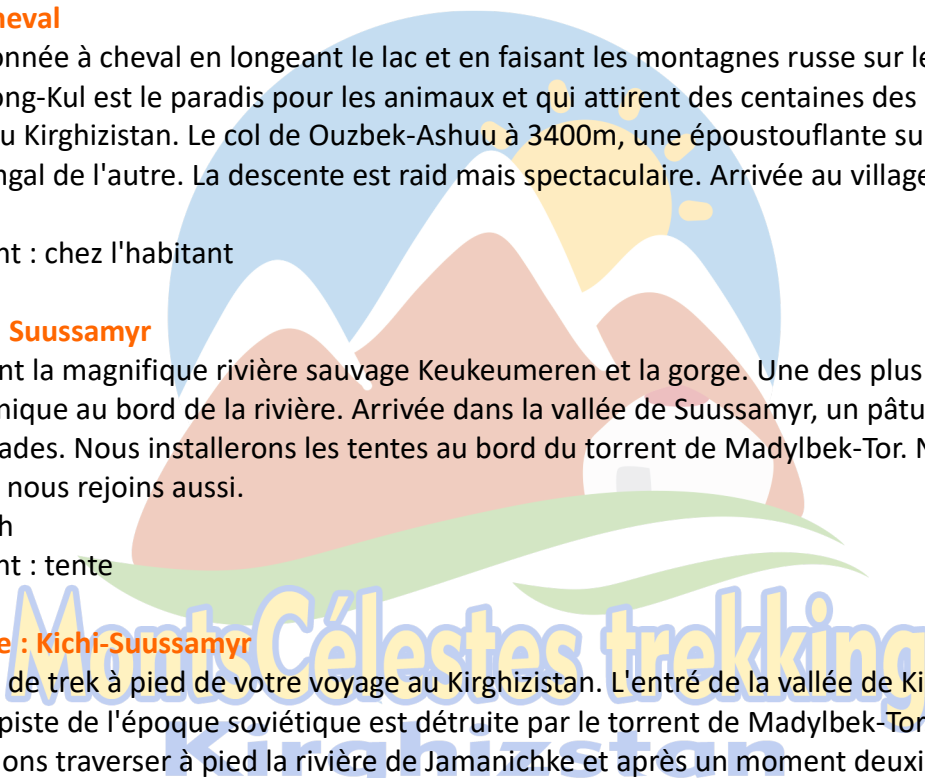 heval
onnée à cheval en longeant le lac et en faisant les montagnes russe sur le
ong-Kul est le paradis pour les animaux et qui attirent des centaines des
u Kirghizistan. Le col de Ouzbek-Ashuu à 3400m, une époustouflante su
ngal de l'autre. La descente est raid mais spectaculaire. Arrivée au village
nt : chez l'habitant
Suussamyr
nt la magnifique rivière sauvage Keukeumeren et la gorge. Une des plus
nique au bord de la rivière. Arrivée dans la vallée de Suussamyr, un pâtu
ades. Nous installerons les tentes au bord du torrent de Madylbek-Tor. N
nous rejoins aussi.
h
nt : tente
MontsCélestes trekking
e : Kichi-Suussamyr
de trek à pied de votre voyage au Kirghizistan. L'entré de la vallée de Ki
piste de l'époque soviétique est détruite par le torrent de Madylbek-Tor
ons traverser à pied la rivière de Jamanichke et après un moment deuxi
Kirghizstan